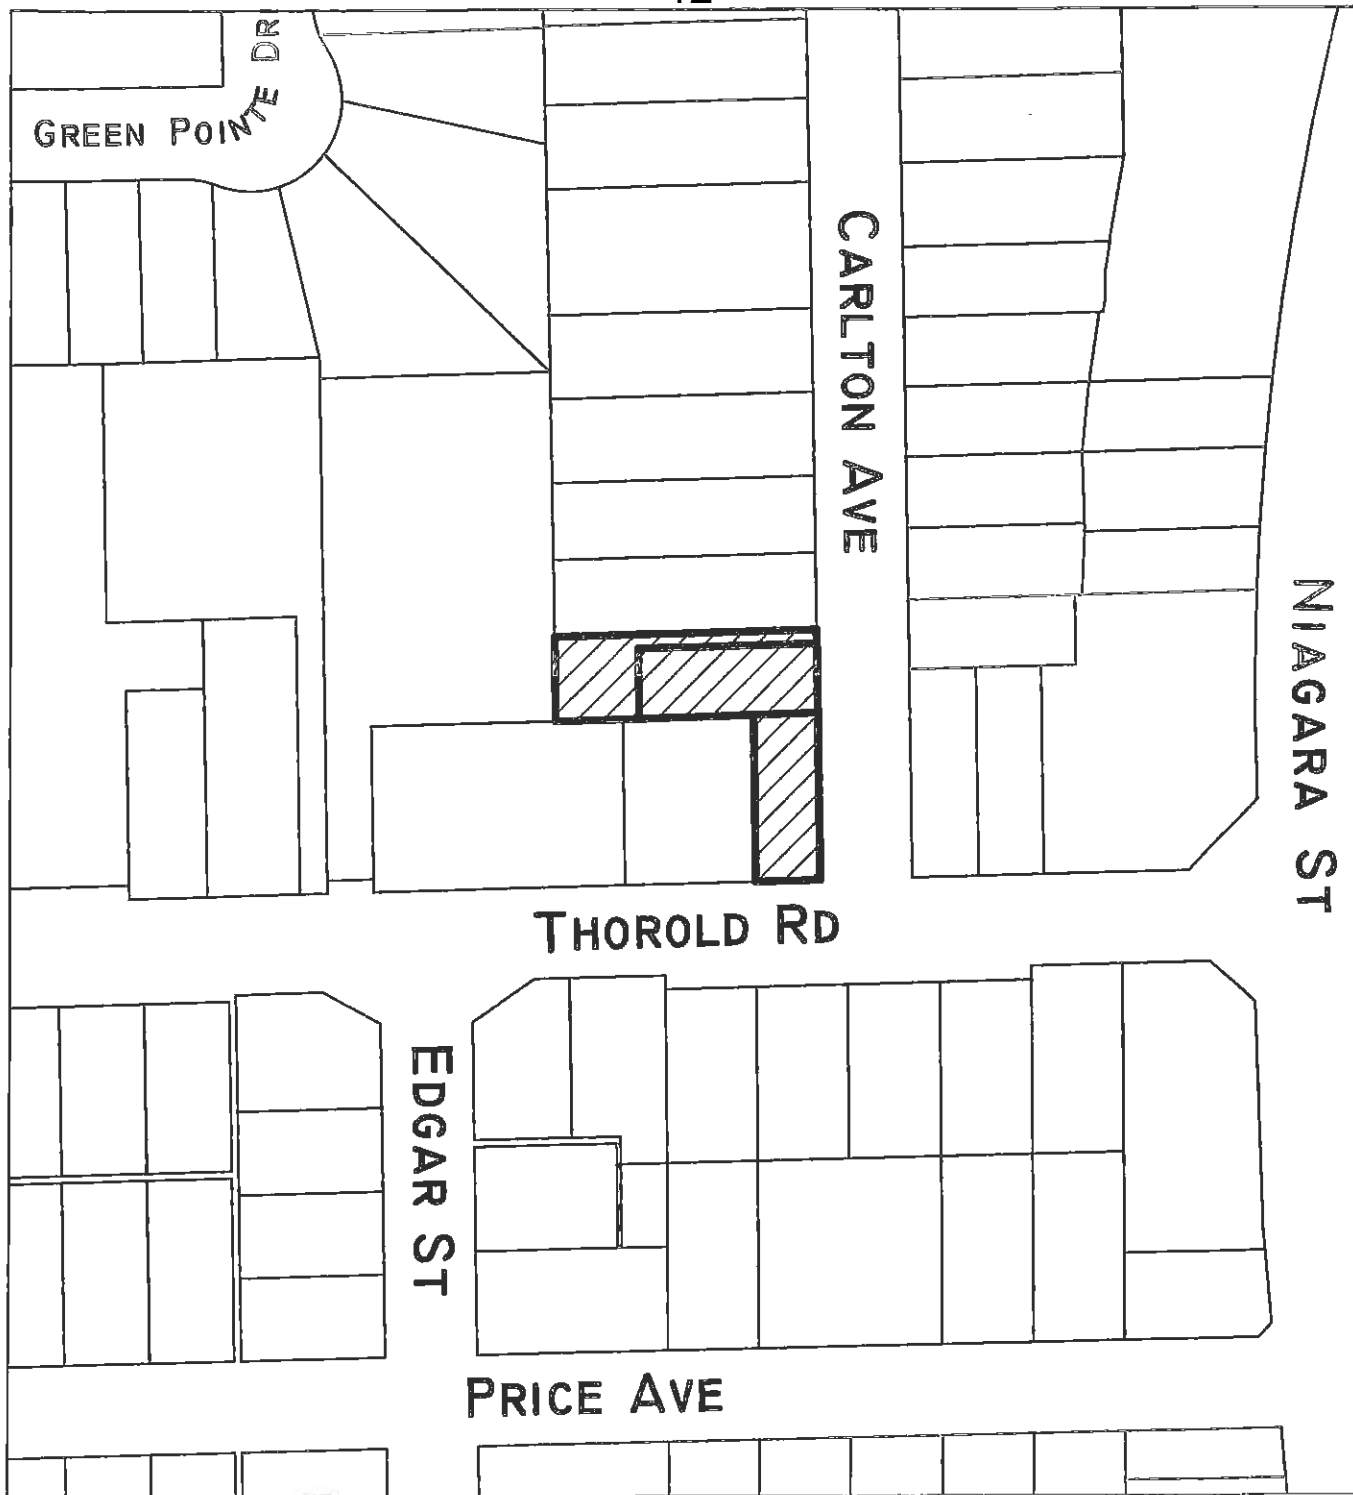 GREEN POINTE DR
CARLTON AVE
NIAGARA ST
THOROLD RD
EDGAR ST
PRICE AVE